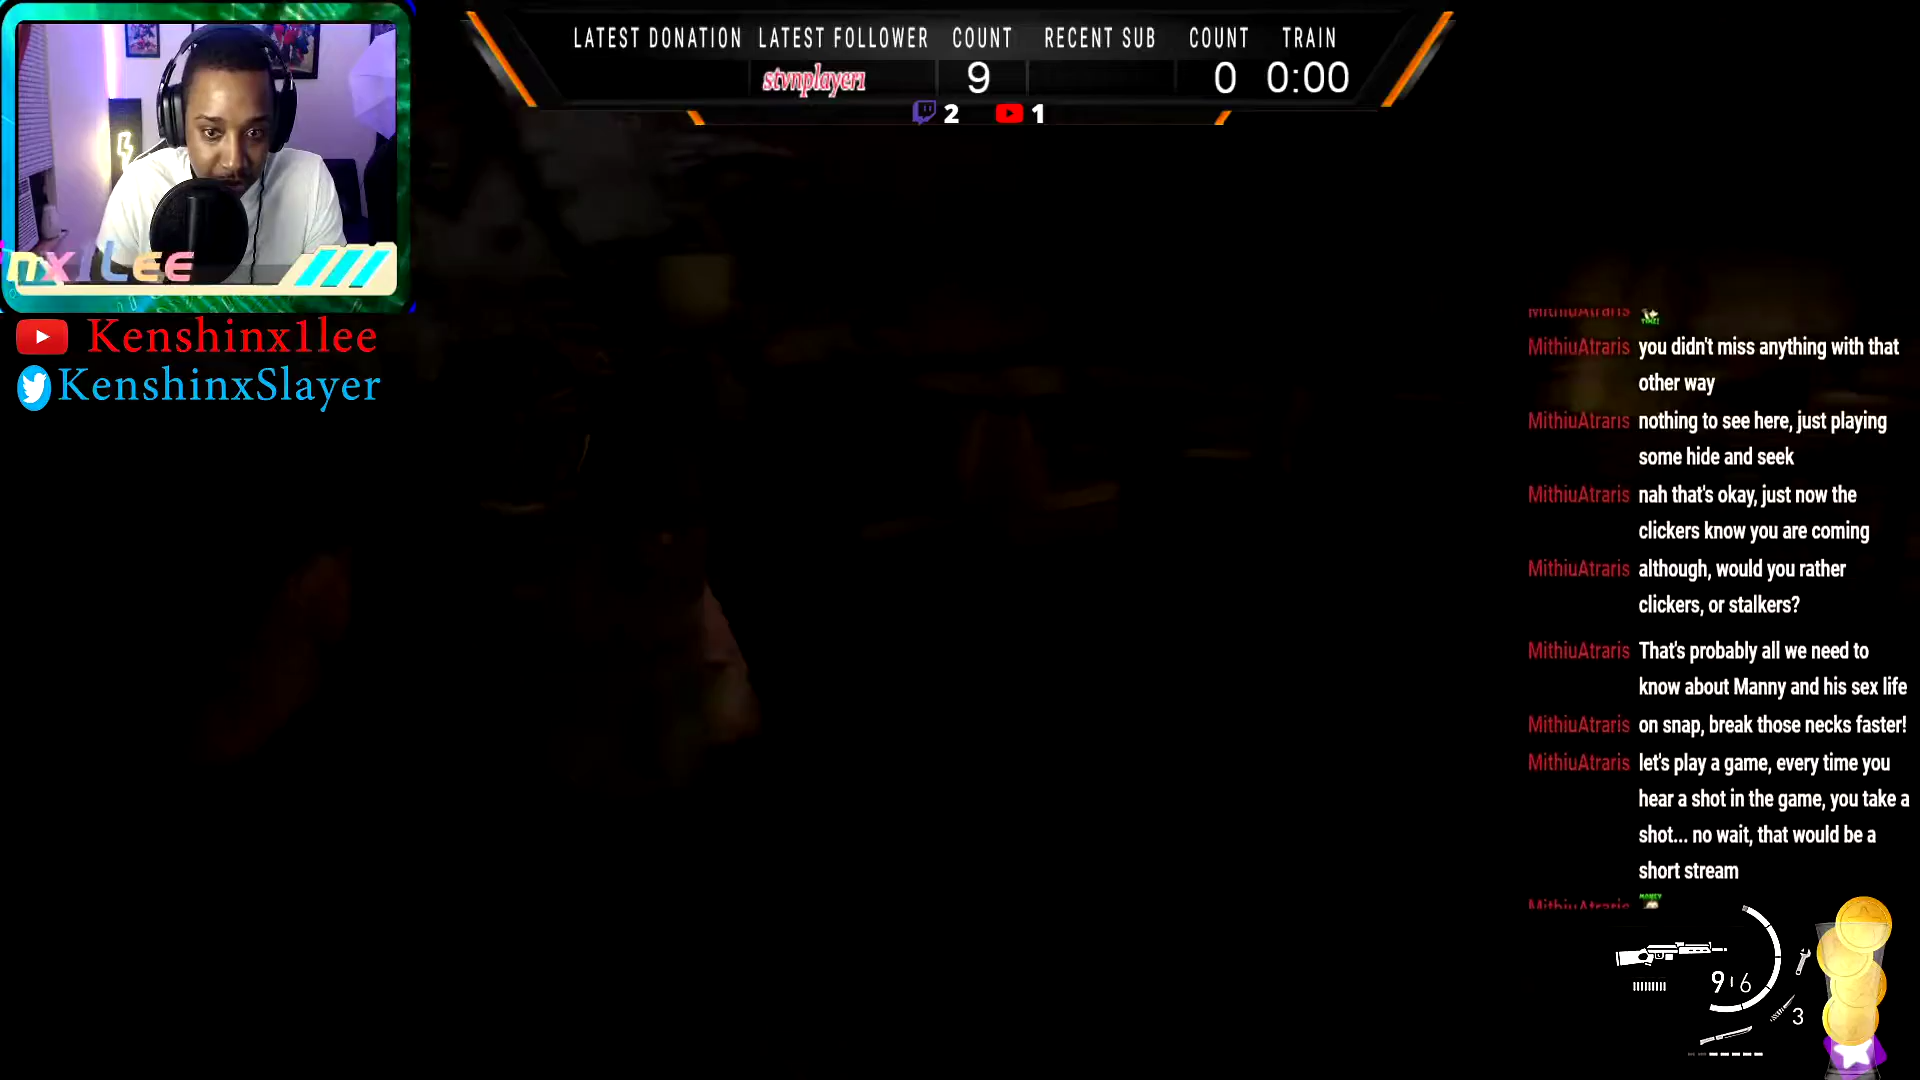 LATEST DONATION LATEST FOLLOWER COUNT RECENT SUB COUNT TRAIN
stvnplayer1 9 0 0:00
2 1
nx1Lee
Kenshinx1lee
KenshinxSlayer
MithiuAtraris
MithiuAtraris you didn't miss anything with that
other way
MithiuAtraris nothing to see here, just playing
some hide and seek
MithiuAtraris nah that's okay, just now the
clickers know you are coming
MithiuAtraris although, would you rather
clickers, or stalkers?
MithiuAtraris That's probably all we need to
know about Manny and his sex life
MithiuAtraris on snap, break those necks faster!
MithiuAtraris let's play a game, every time you
hear a shot in the game, you take a
shot... no wait, that would be a
short stream
MithiuAtraris
9 6
3